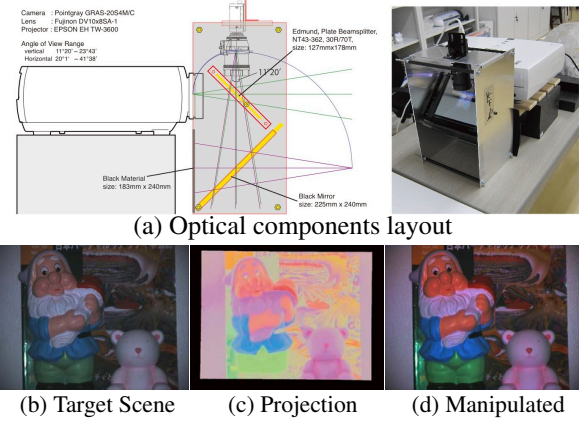 Camera : Pointgray GRAS-20S4M/C
Lens : Fujinon DV10x8SA-1
Projector : EPSON EH TW-3600
Angle of View Range
vertical 11°20' – 23°43'
Horizontal 20°1' – 41°38'
Edmund, Plate Beamsplitter,
NT43-362, 30R/70T,
size: 127mmx178mm
11°20'
Black Material
size: 183mm x 240mm
Black Mirror
size: 225mm x 240mm
(a) Optical components layout
(b) Target Scene
(c) Projection
(d) Manipulated